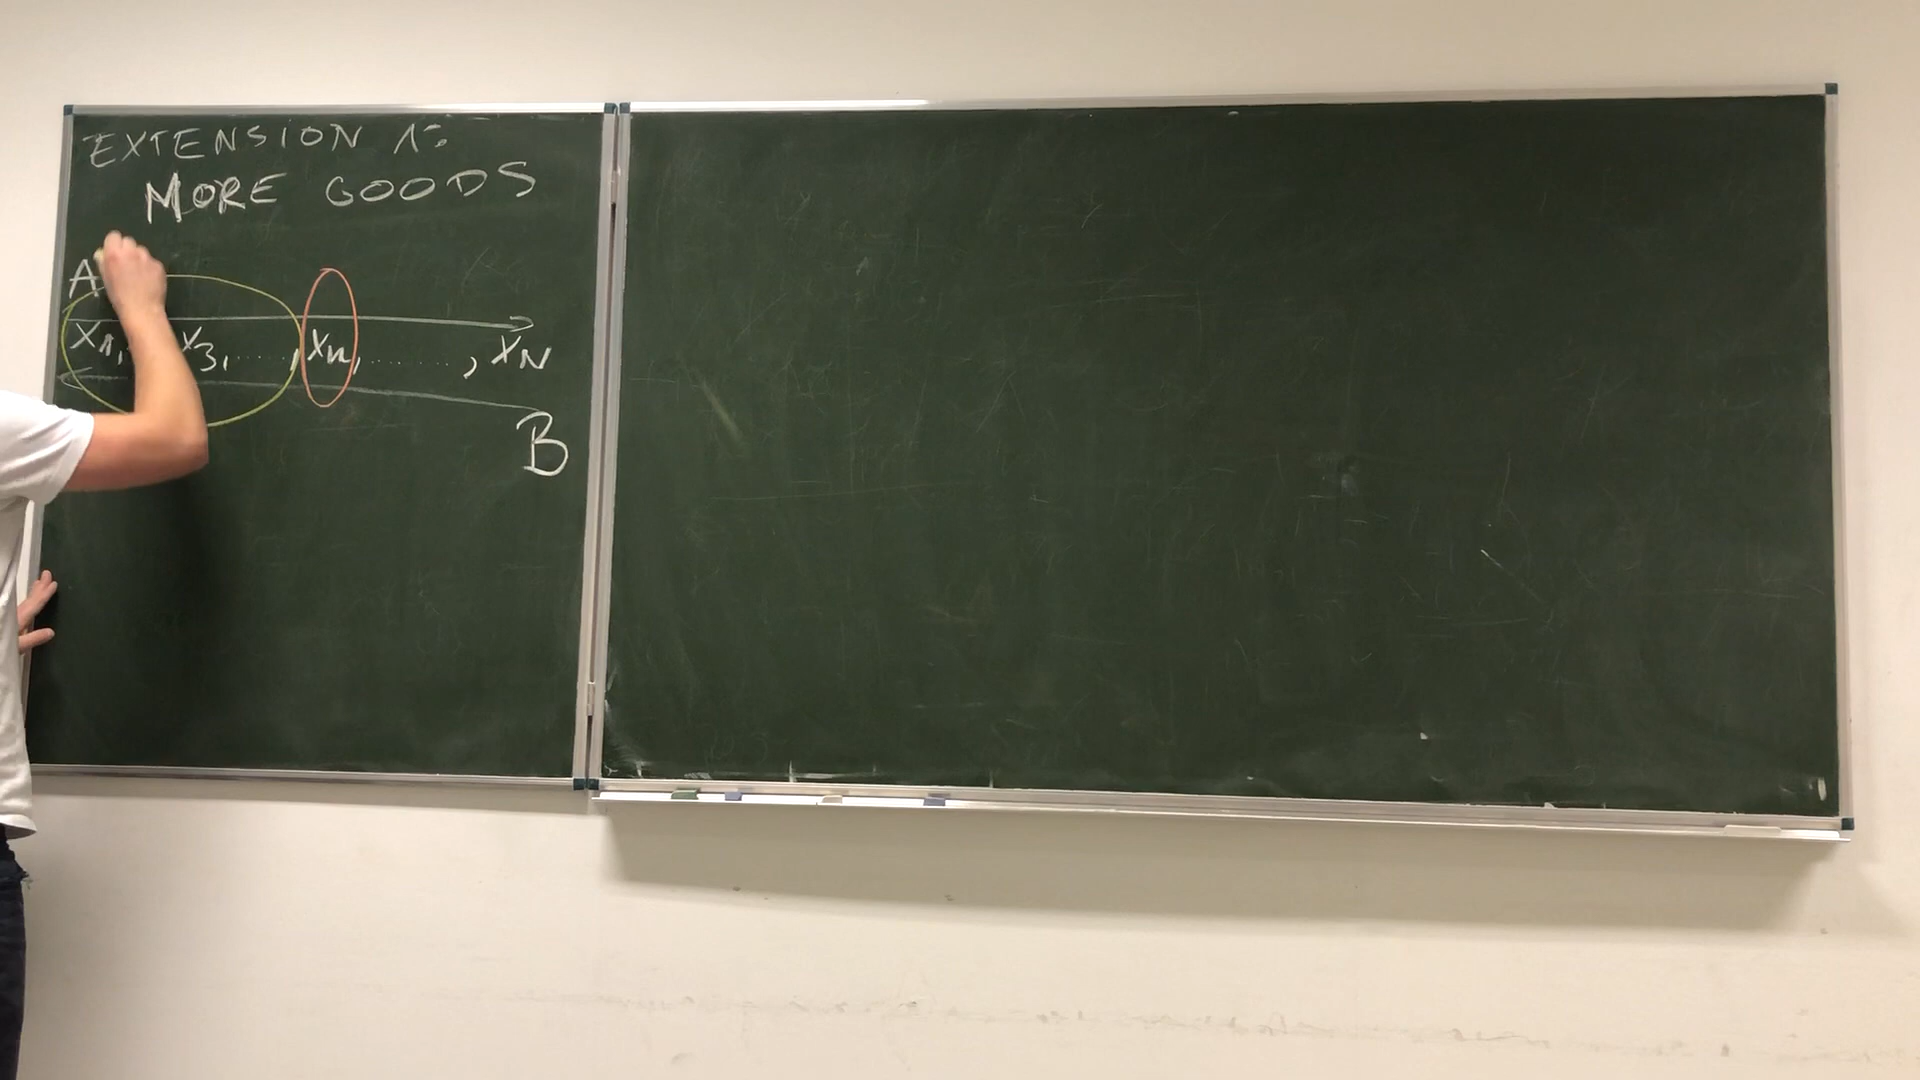 EXTENSION 1:
MORE GOODS
A
X1, X3, ......, Xn, .........., XN
B